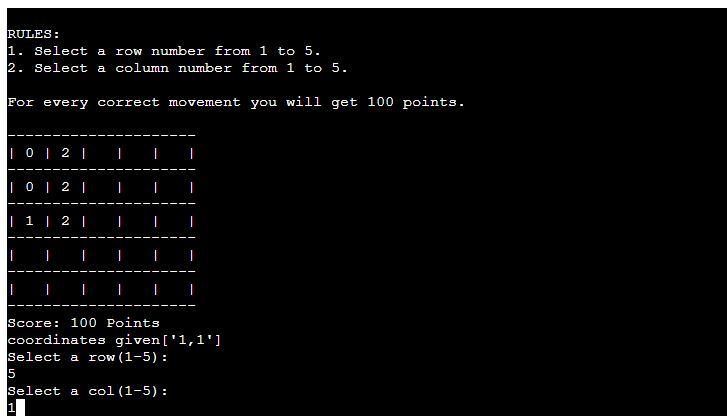 RULES:
1. Select a row number from 1 to 5.
2. Select a column number from 1 to 5.
For every correct movement you will get 100 points.
---------------------
| 0 | 2 |   |   |   |
---------------------
| 0 | 2 |   |   |   |
---------------------
| 1 | 2 |   |   |   |
---------------------
|   |   |   |   |   |
---------------------
|   |   |   |   |   |
---------------------
Score: 100 Points
coordinates given['1,1']
Select a row(1-5):
5
Select a col(1-5):
1